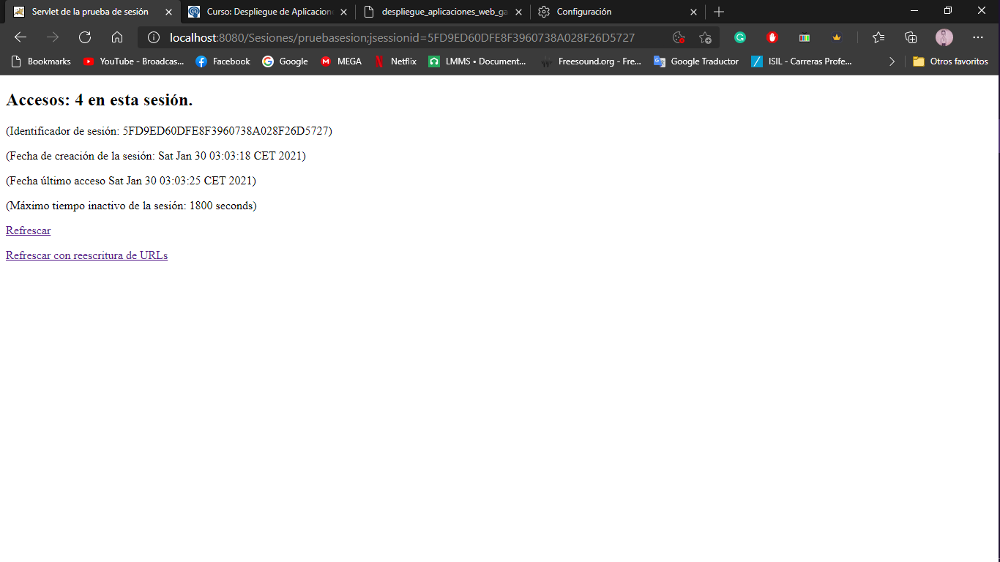 Servlet de la prueba de sesión
Curso: Despliegue de Aplicacion
despliegue_aplicaciones_web_ga
Configuración
localhost:8080/Sesiones/pruebasesion;jsessionid=5FD9ED60DFE8F3960738A028F26D5727
Bookmarks
YouTube - Broadcas...
Facebook
Google
MEGA
Netflix
LMMS • Document...
Freesound.org - Fre...
Google Traductor
ISIL - Carreras Profe...
Otros favoritos
Accesos: 4 en esta sesión.
(Identificador de sesión: 5FD9ED60DFE8F3960738A028F26D5727)
(Fecha de creación de la sesión: Sat Jan 30 03:03:18 CET 2021)
(Fecha último acceso Sat Jan 30 03:03:25 CET 2021)
(Máximo tiempo inactivo de la sesión: 1800 seconds)
Refrescar
Refrescar con reescritura de URLs